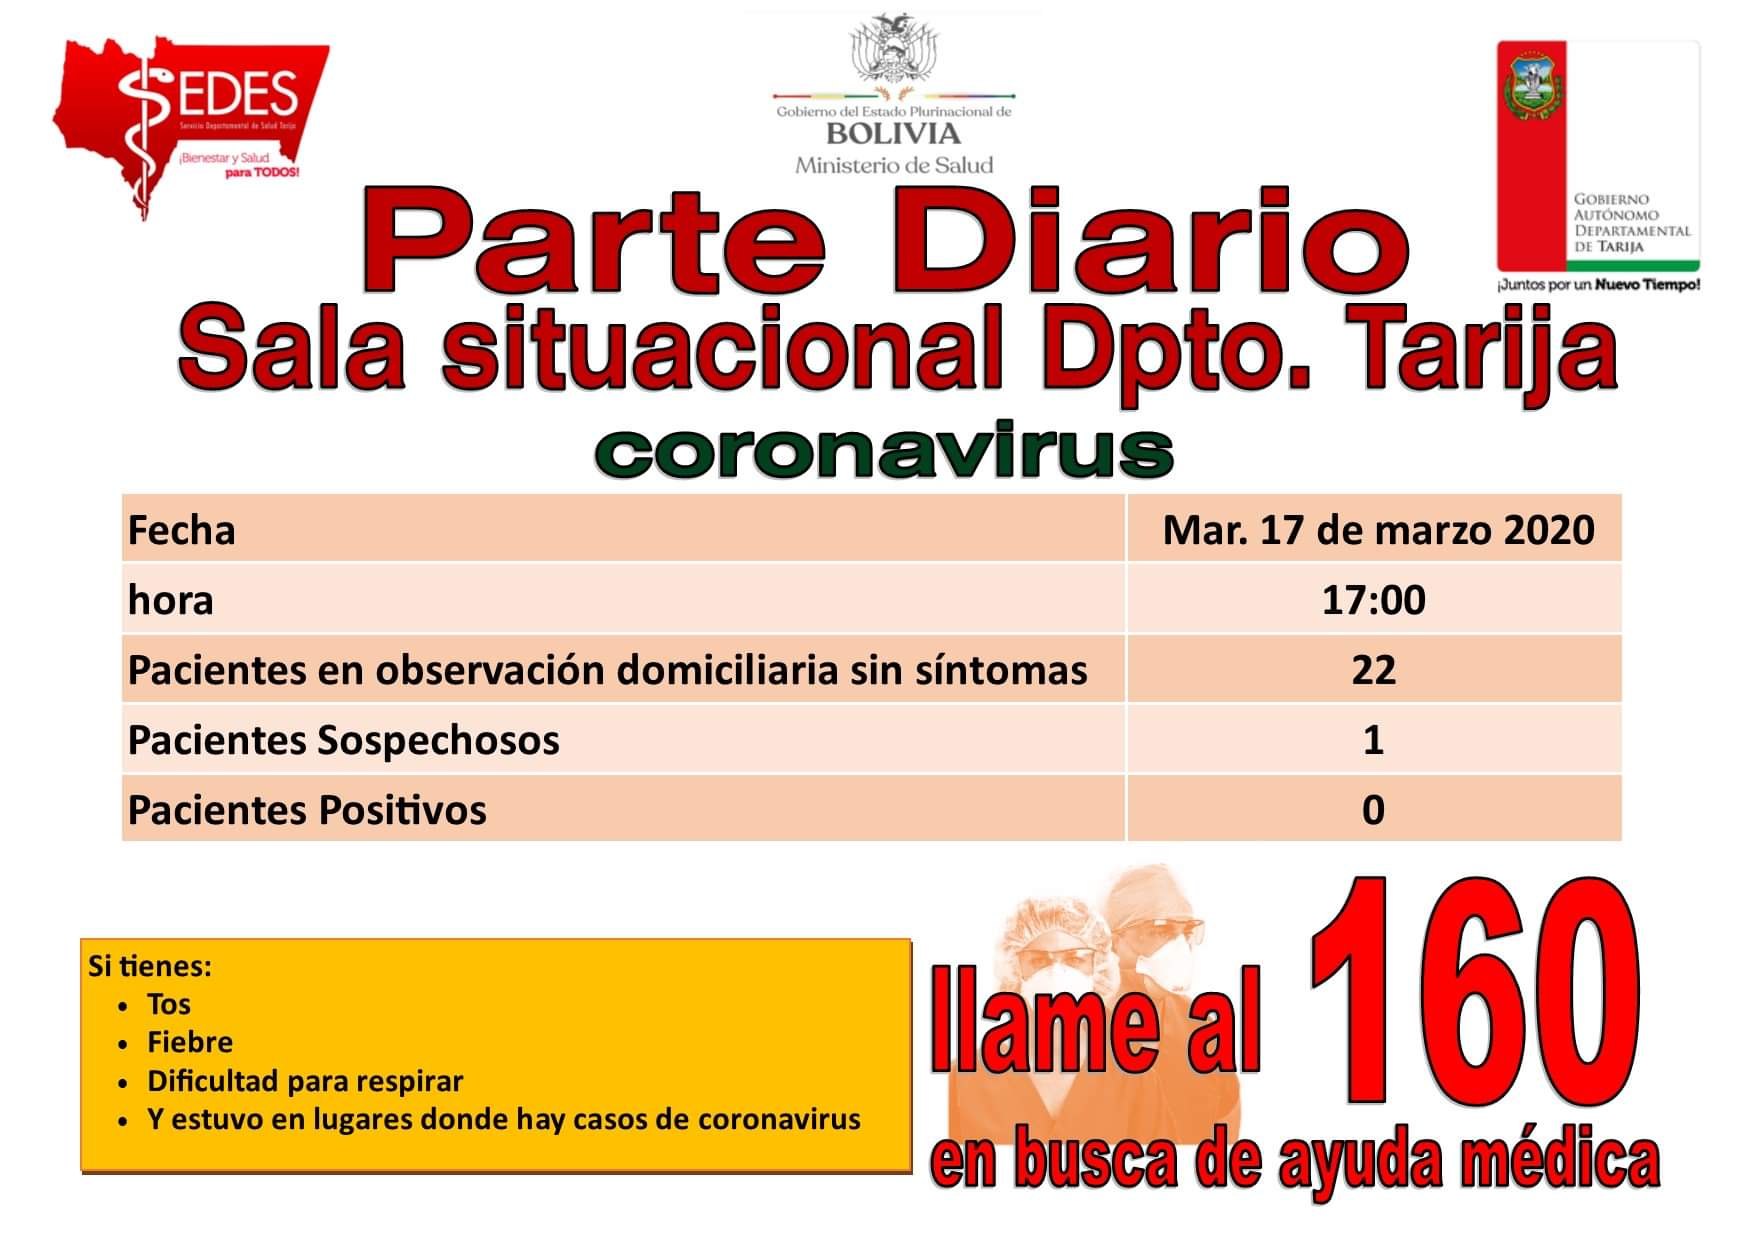 SEDES
Servicio Departamental de Salud Tarija
¡Bienestar y Salud
para TODOS!
Gobierno del Estado Plurinacional de
BOLIVIA
Ministerio de Salud
GOBIERNO
AUTÓNOMO
DEPARTAMENTAL
DE TARIJA
¡Juntos por un Nuevo Tiempo!
Parte Diario
Sala situacional Dpto. Tarija
coronavirus
Fecha Mar. 17 de marzo 2020
hora 17:00
Pacientes en observación domiciliaria sin síntomas 22
Pacientes Sospechosos 1
Pacientes Positivos 0
Si tienes:
• Tos
• Fiebre
• Dificultad para respirar
• Y estuvo en lugares donde hay casos de coronavirus
llame al 160
en busca de ayuda médica